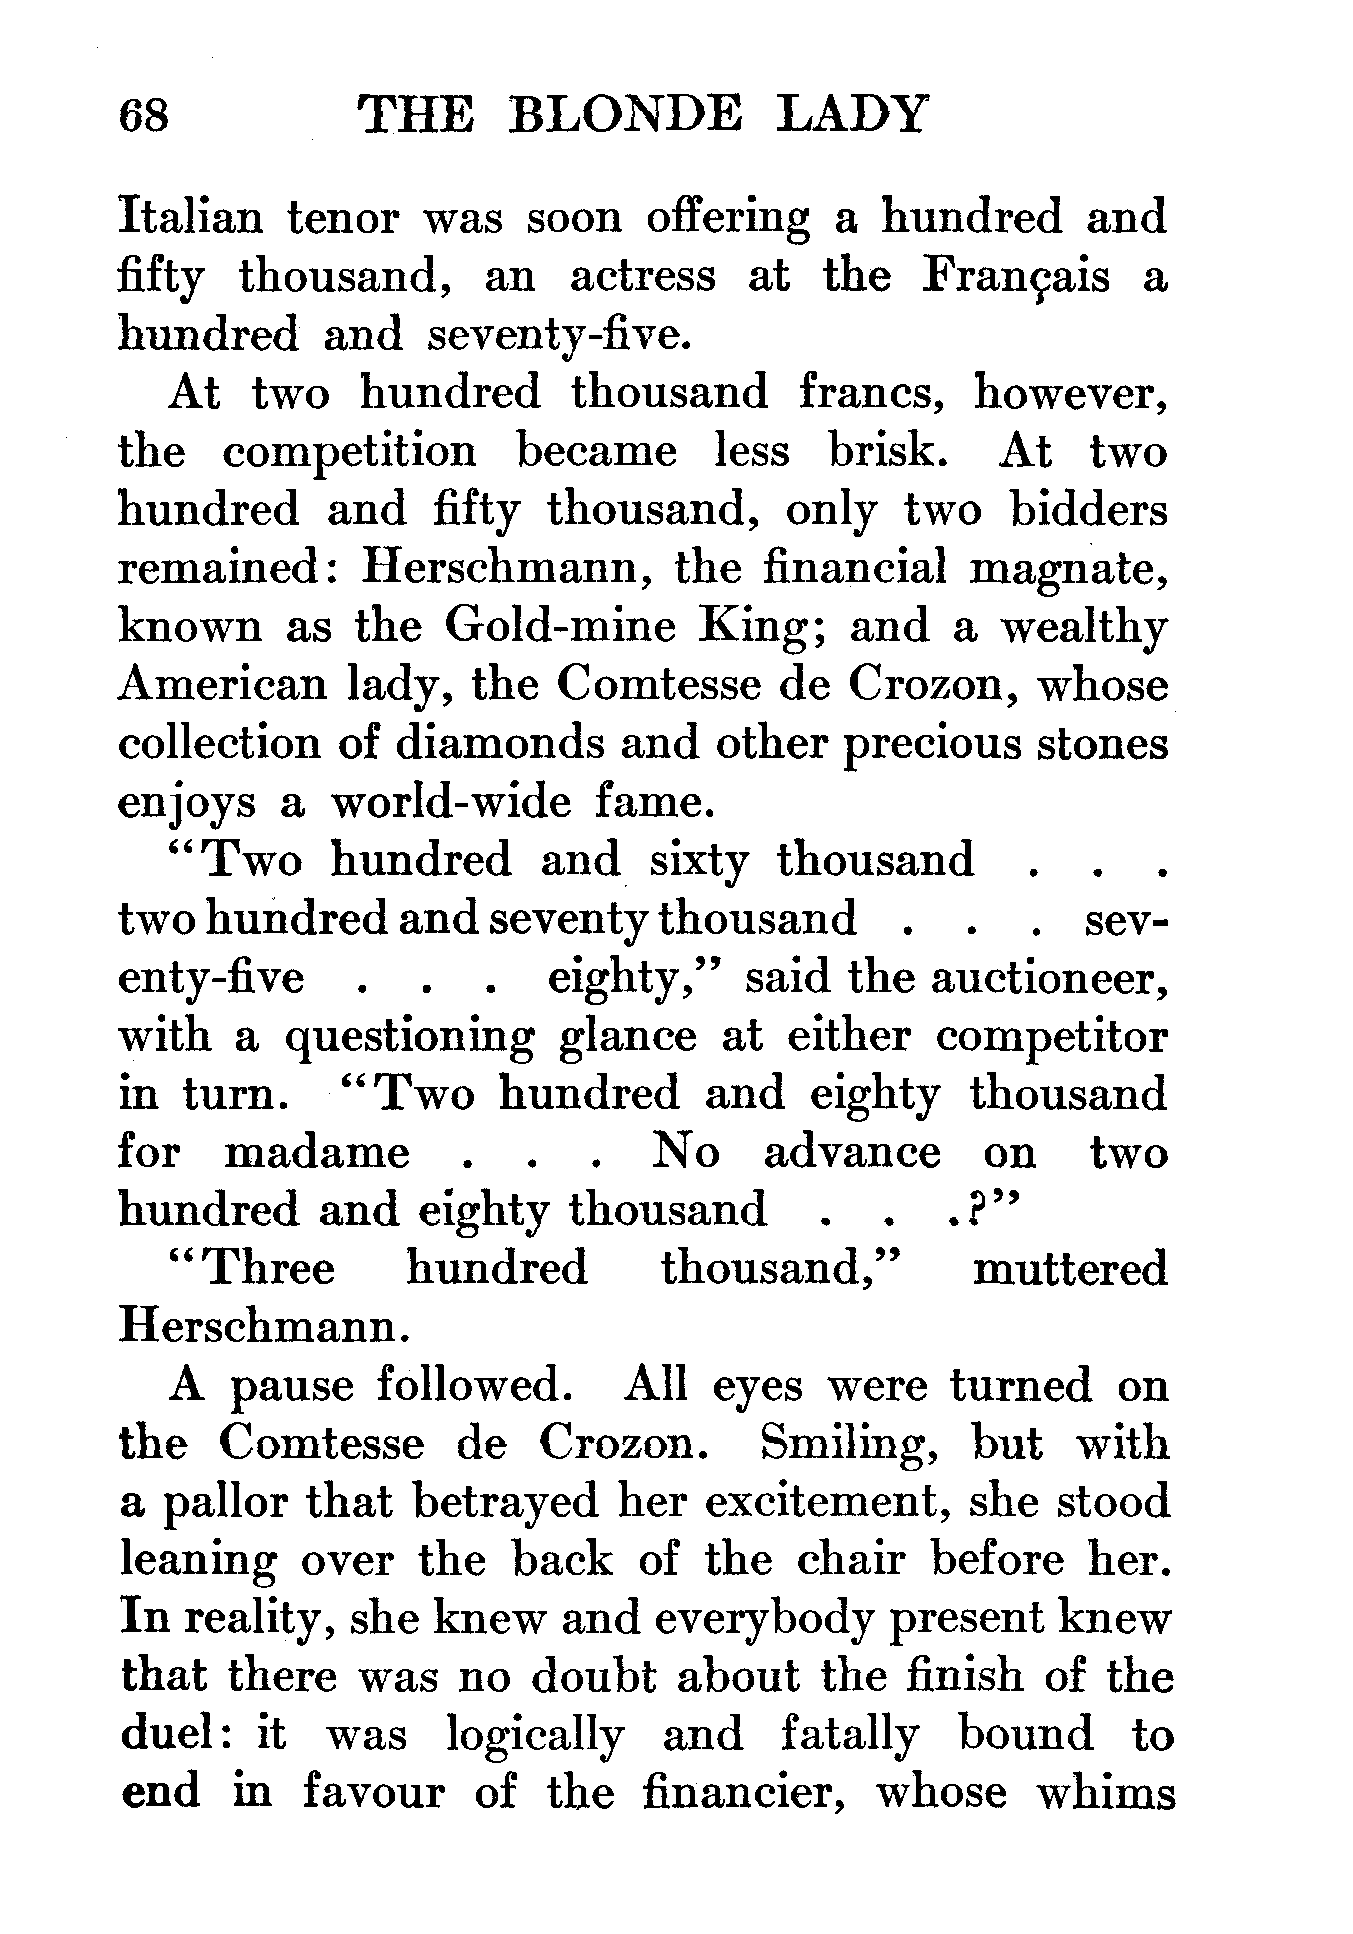 68 THE BLONDE LADY
Italian tenor was soon offering a hundred and
fifty thousand, an actress at the Français a
hundred and seventy-five.
At two hundred thousand francs, however,
the competition became less brisk. At two
hundred and fifty thousand, only two bidders
remained: Herschmann, the financial magnate,
known as the Gold-mine King; and a wealthy
American lady, the Comtesse de Crozon, whose
collection of diamonds and other precious stones
enjoys a world-wide fame.
“Two hundred and sixty thousand . . .
two hundred and seventy thousand . . . sev-
enty-five . . . eighty,” said the auctioneer,
with a questioning glance at either competitor
in turn. “Two hundred and eighty thousand
for madame . . . No advance on two
hundred and eighty thousand . . .?”
“Three hundred thousand,” muttered
Herschmann.
A pause followed. All eyes were turned on
the Comtesse de Crozon. Smiling, but with
a pallor that betrayed her excitement, she stood
leaning over the back of the chair before her.
In reality, she knew and everybody present knew
that there was no doubt about the finish of the
duel: it was logically and fatally bound to
end in favour of the financier, whose whims